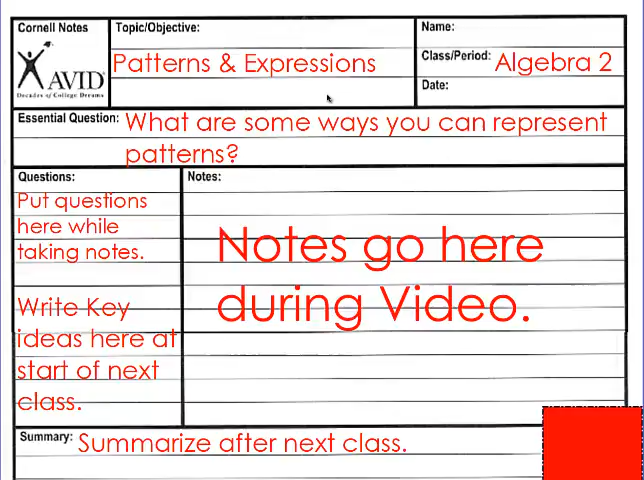 Cornell Notes
AVID
Decades of College Dreams
Topic/Objective:
Patterns & Expressions
Name:
Class/Period: Algebra 2
Date:
Essential Question: What are some ways you can represent
patterns?
Questions:
Put questions
here while
taking notes.
Write Key
ideas here at
start of next
class.
Notes:
Notes go here
during Video.
Summary: Summarize after next class.